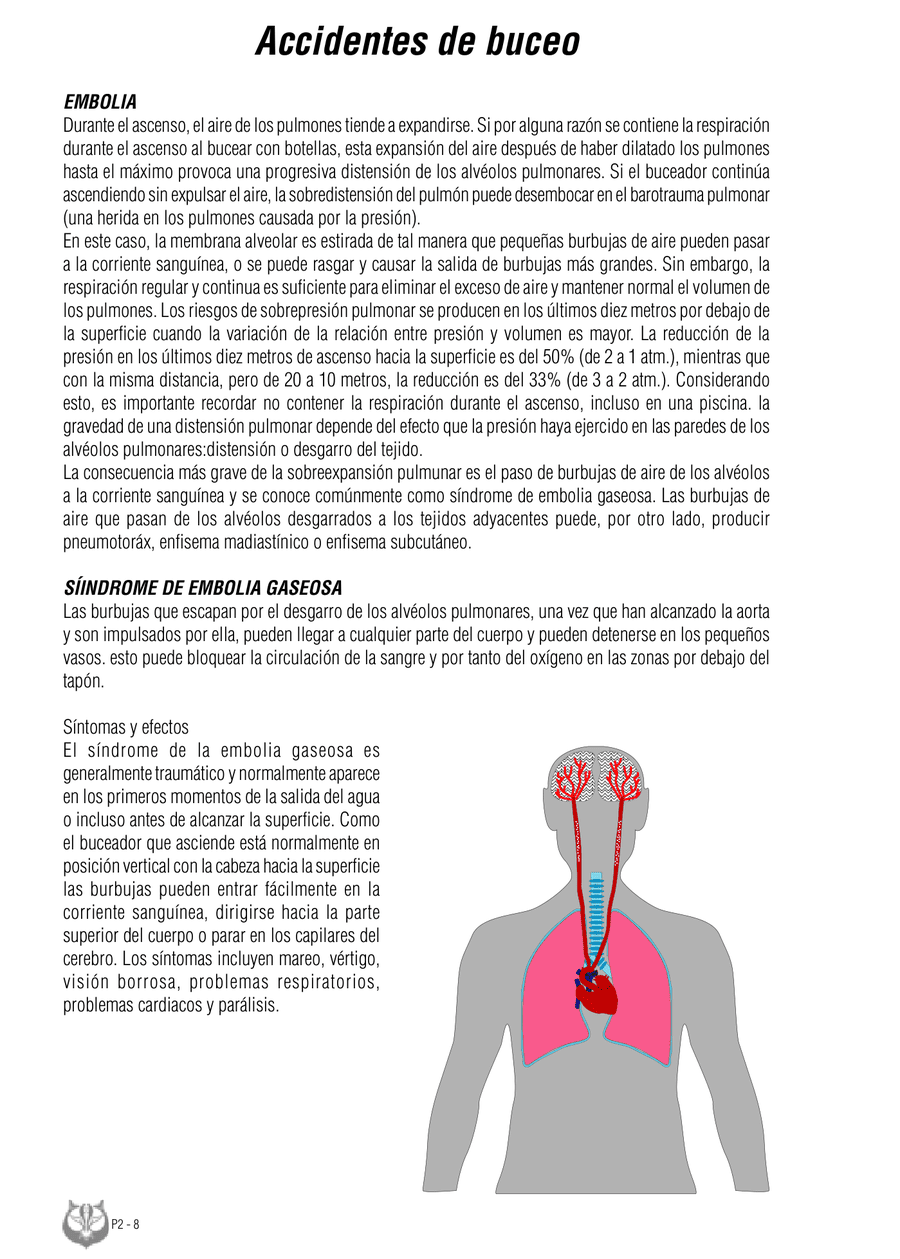 Accidentes de buceo
EMBOLIA
Durante el ascenso, el aire de los pulmones tiende a expandirse. Si por alguna razón se contiene la respiración
durante el ascenso al bucear con botellas, esta expansión del aire después de haber dilatado los pulmones
hasta el máximo provoca una progresiva distensión de los alvéolos pulmonares. Si el buceador continúa
ascendiendo sin expulsar el aire, la sobredistensión del pulmón puede desembocar en el barotrauma pulmonar
(una herida en los pulmones causada por la presión).
En este caso, la membrana alveolar es estirada de tal manera que pequeñas burbujas de aire pueden pasar
a la corriente sanguínea, o se puede rasgar y causar la salida de burbujas más grandes. Sin embargo, la
respiración regular y continua es suficiente para eliminar el exceso de aire y mantener normal el volumen de
los pulmones. Los riesgos de sobrepresión pulmonar se producen en los últimos diez metros por debajo de
la superficie cuando la variación de la relación entre presión y volumen es mayor. La reducción de la
presión en los últimos diez metros de ascenso hacia la superficie es del 50% (de 2 a 1 atm.), mientras que
con la misma distancia, pero de 20 a 10 metros, la reducción es del 33% (de 3 a 2 atm.). Considerando
esto, es importante recordar no contener la respiración durante el ascenso, incluso en una piscina. la
gravedad de una distensión pulmonar depende del efecto que la presión haya ejercido en las paredes de los
alvéolos pulmonares:distensión o desgarro del tejido.
La consecuencia más grave de la sobreexpansión pulmunar es el paso de burbujas de aire de los alvéolos
a la corriente sanguínea y se conoce comúnmente como síndrome de embolia gaseosa. Las burbujas de
aire que pasan de los alvéolos desgarrados a los tejidos adyacentes puede, por otro lado, producir
pneumotoráx, enfisema madiastínico o enfisema subcutáneo.
SÍINDROME DE EMBOLIA GASEOSA
Las burbujas que escapan por el desgarro de los alvéolos pulmonares, una vez que han alcanzado la aorta
y son impulsados por ella, pueden llegar a cualquier parte del cuerpo y pueden detenerse en los pequeños
vasos. esto puede bloquear la circulación de la sangre y por tanto del oxígeno en las zonas por debajo del
tapón.
Síntomas y efectos
El síndrome de la embolia gaseosa es
generalmente traumático y normalmente aparece
en los primeros momentos de la salida del agua
o incluso antes de alcanzar la superficie. Como
el buceador que asciende está normalmente en
posición vertical con la cabeza hacia la superficie
las burbujas pueden entrar fácilmente en la
corriente sanguínea, dirigirse hacia la parte
superior del cuerpo o parar en los capilares del
cerebro. Los síntomas incluyen mareo, vértigo,
visión borrosa, problemas respiratorios,
problemas cardiacos y parálisis.
P2 - 8